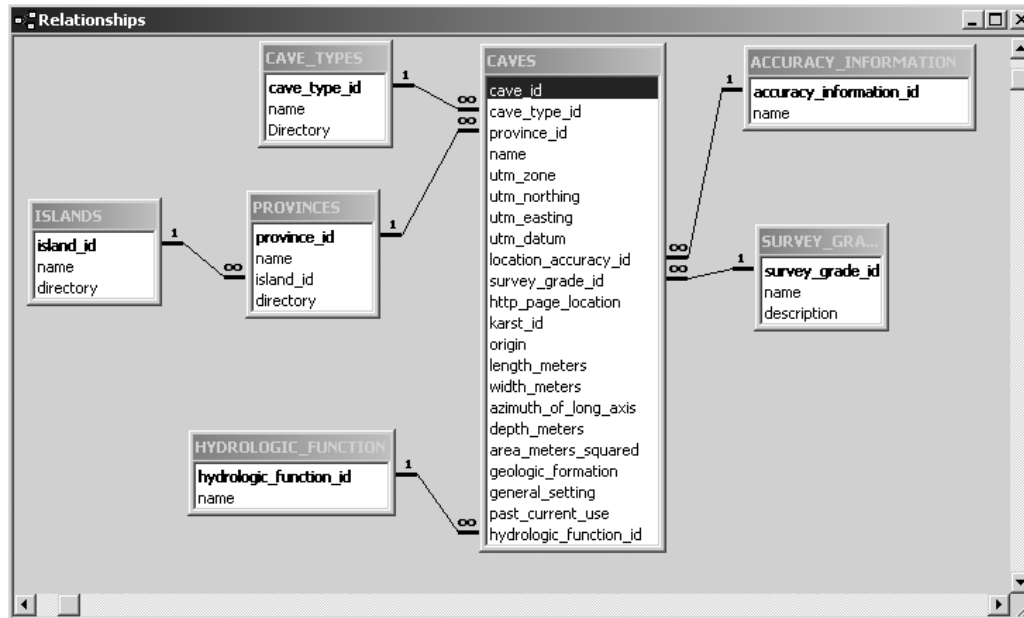 Relationships
CAVE_TYPES
cave_type_id
name
Directory
1
∞
∞
CAVES
cave_id
cave_type_id
province_id
name
utm_zone
utm_northing
utm_easting
utm_datum
location_accuracy_id
survey_grade_id
http_page_location
karst_id
origin
length_meters
width_meters
azimuth_of_long_axis
depth_meters
area_meters_squared
geologic_formation
general_setting
past_current_use
hydrologic_function_id
ACCURACY_INFORMATION
accuracy_information_id
name
1
∞
∞
1
SURVEY_GRA...
survey_grade_id
name
description
ISLANDS
island_id
name
directory
1
∞
PROVINCES
province_id
name
island_id
directory
1
HYDROLOGIC_FUNCTION
hydrologic_function_id
name
1
∞